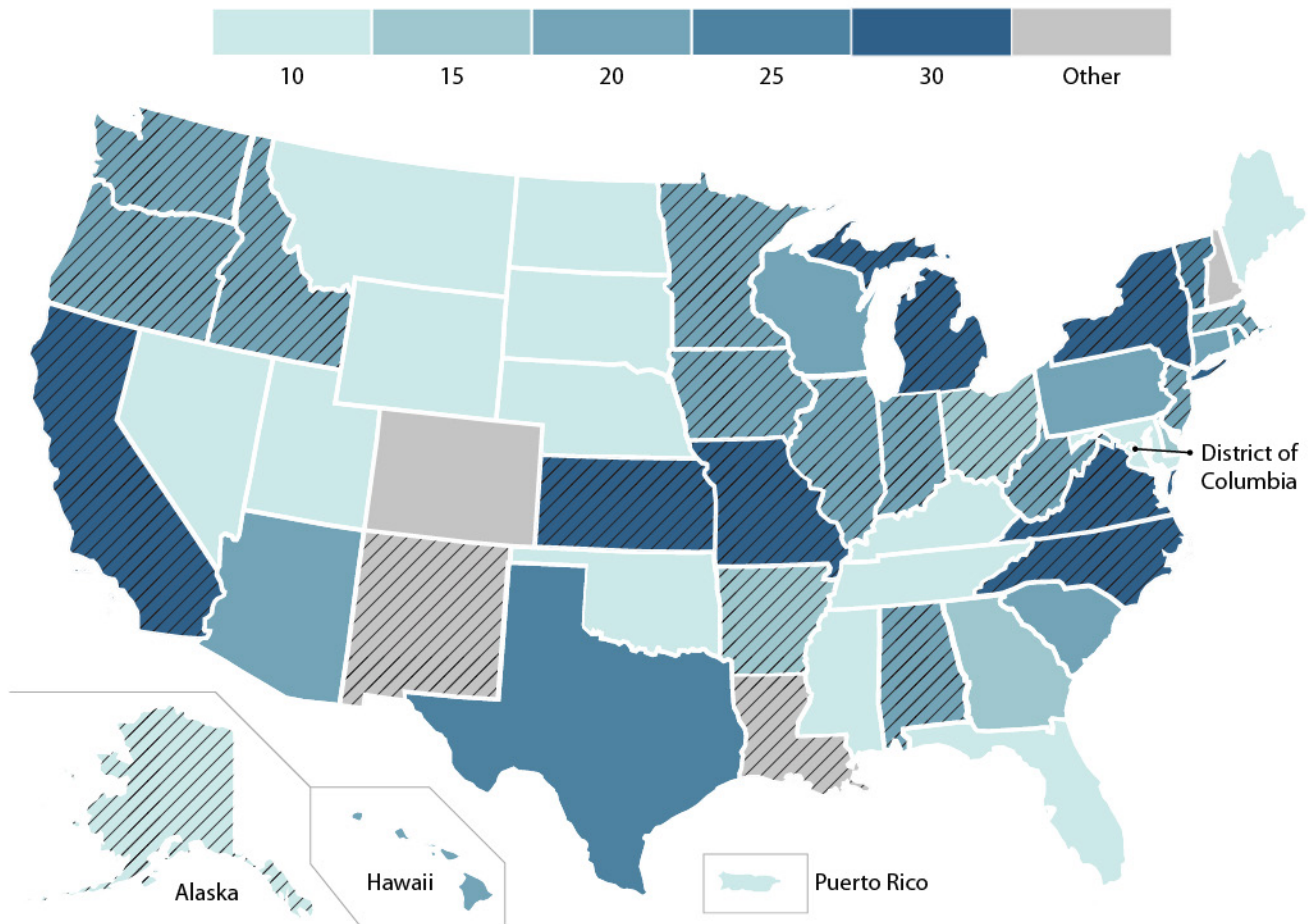 10 15 20 25 30 Other
District of
Columbia
Alaska
Hawaii
Puerto Rico